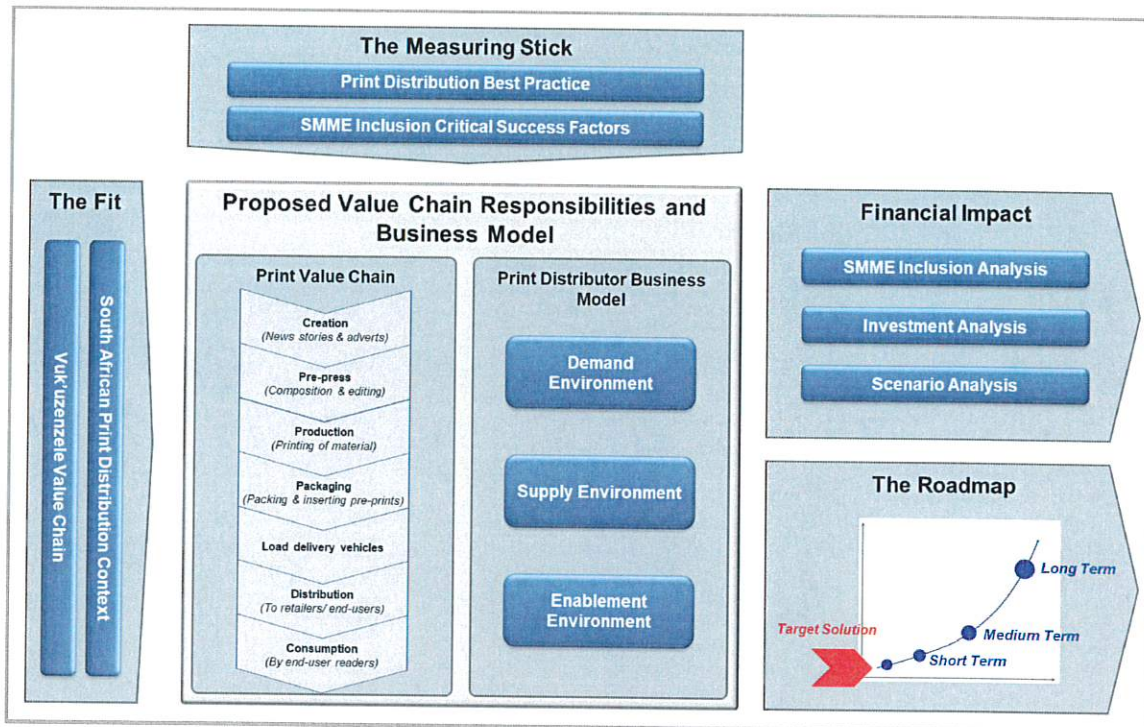 The Measuring Stick
Print Distribution Best Practice
SMME Inclusion Critical Success Factors
The Fit
Vuk'uzenzele Value Chain
South African Print Distribution Context
Proposed Value Chain Responsibilities and
Business Model
Print Value Chain
Creation
(News stories & adverts)
Pre-press
(Composition & editing)
Production
(Printing of material)
Packaging
(Packing & inserting pre-prints)
Load delivery vehicles
Distribution
(To retailers/ end-users)
Consumption
(By end-user readers)
Print Distributor Business
Model
Demand
Environment
Supply Environment
Enablement
Environment
Financial Impact
SMME Inclusion Analysis
Investment Analysis
Scenario Analysis
The Roadmap
Long Term
Medium Term
Short Term
Target Solution